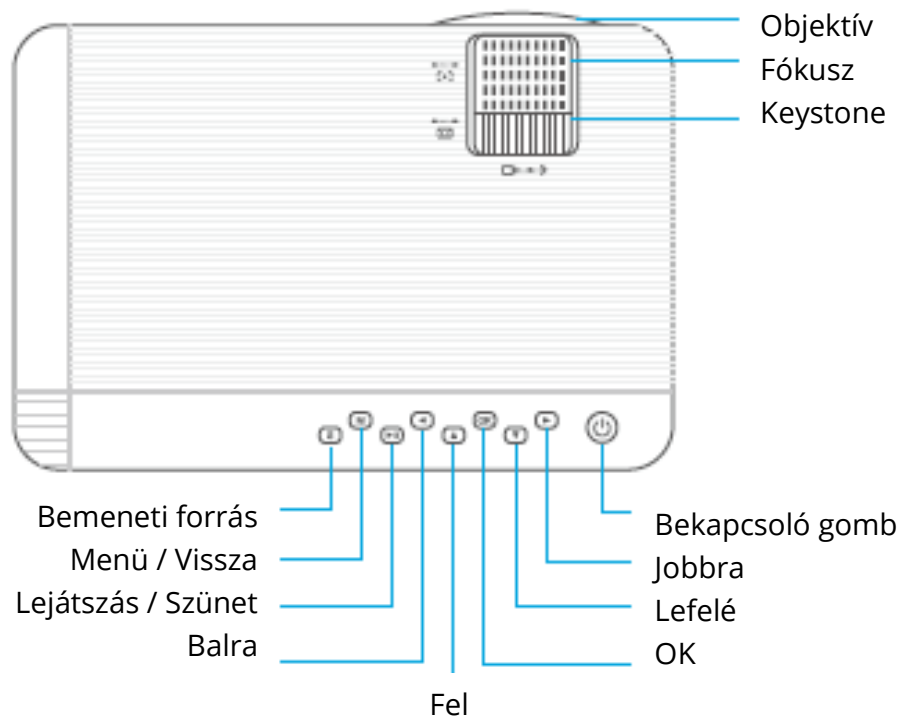 Objektív
Fókusz
Keystone
Bemeneti forrás
Menü / Vissza
Lejátszás / Szünet
Balra
Fel
Bekapcsoló gomb
Jobbra
Lefelé
OK